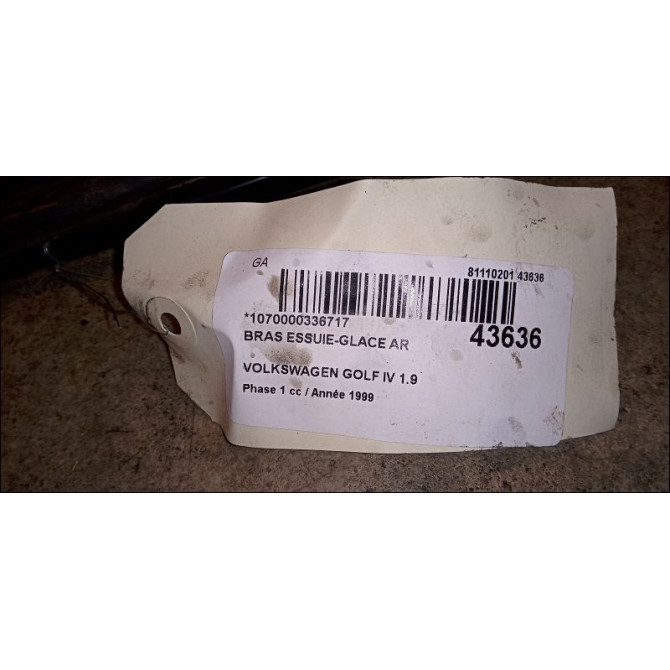 GA
81110201 43636
*1070000336717
BRAS ESSUIE-GLACE AR
43636
VOLKSWAGEN GOLF IV 1.9
Phase 1 cc / Année 1999